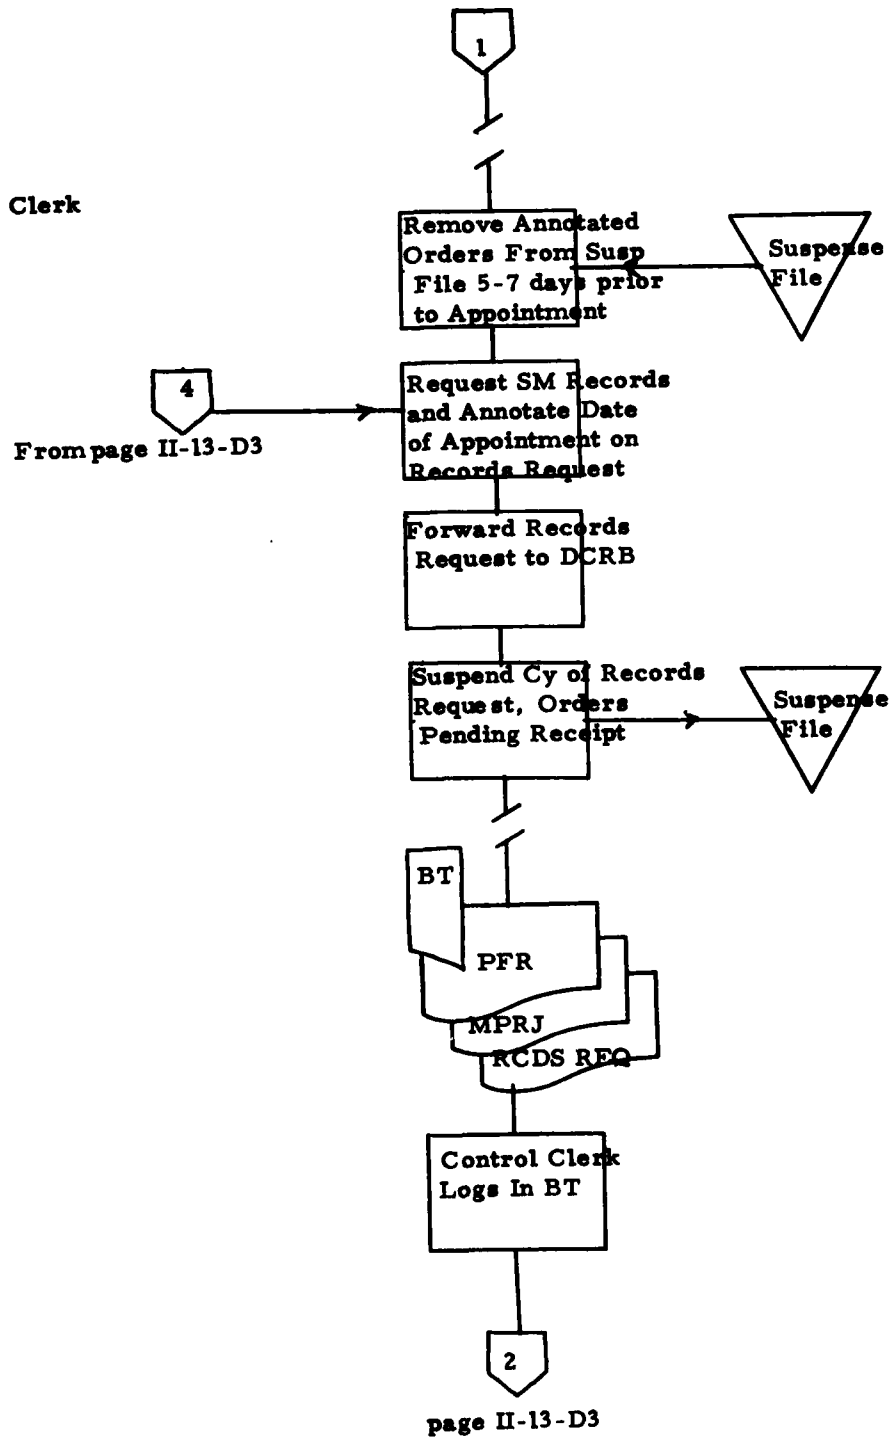 1
Clerk
Remove Annotated
Orders From Susp
File 5-7 days prior
to Appointment
Suspense
File
4
From page II-13-D3
Request SM Records
and Annotate Date
of Appointment on
Records Request
Forward Records
Request to DCRB
Suspend Cy of Records
Request, Orders
Pending Receipt
Suspense
File
BT
PFR
MPRJ
RCDS REQ
Control Clerk
Logs In BT
2
page II-13-D3